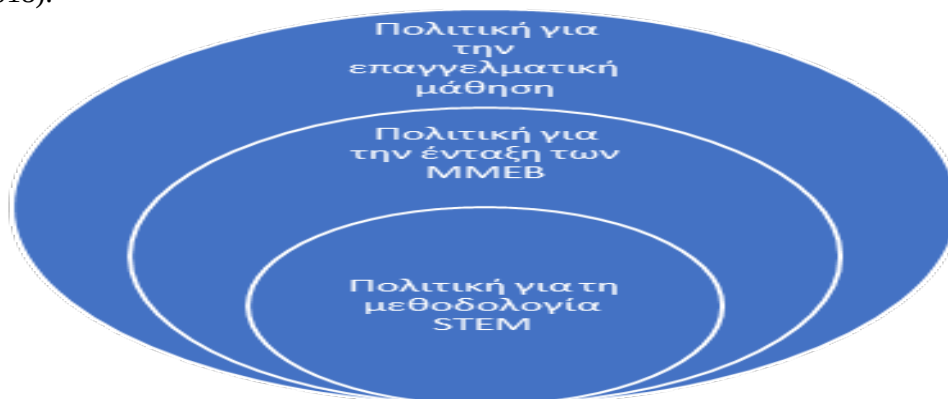 Πολιτική για
την
επαγγελματική
μάθηση
Πολιτική για
την ένταξη των
ΜΜΕΒ
Πολιτική για τη
μεθοδολογία
STEM